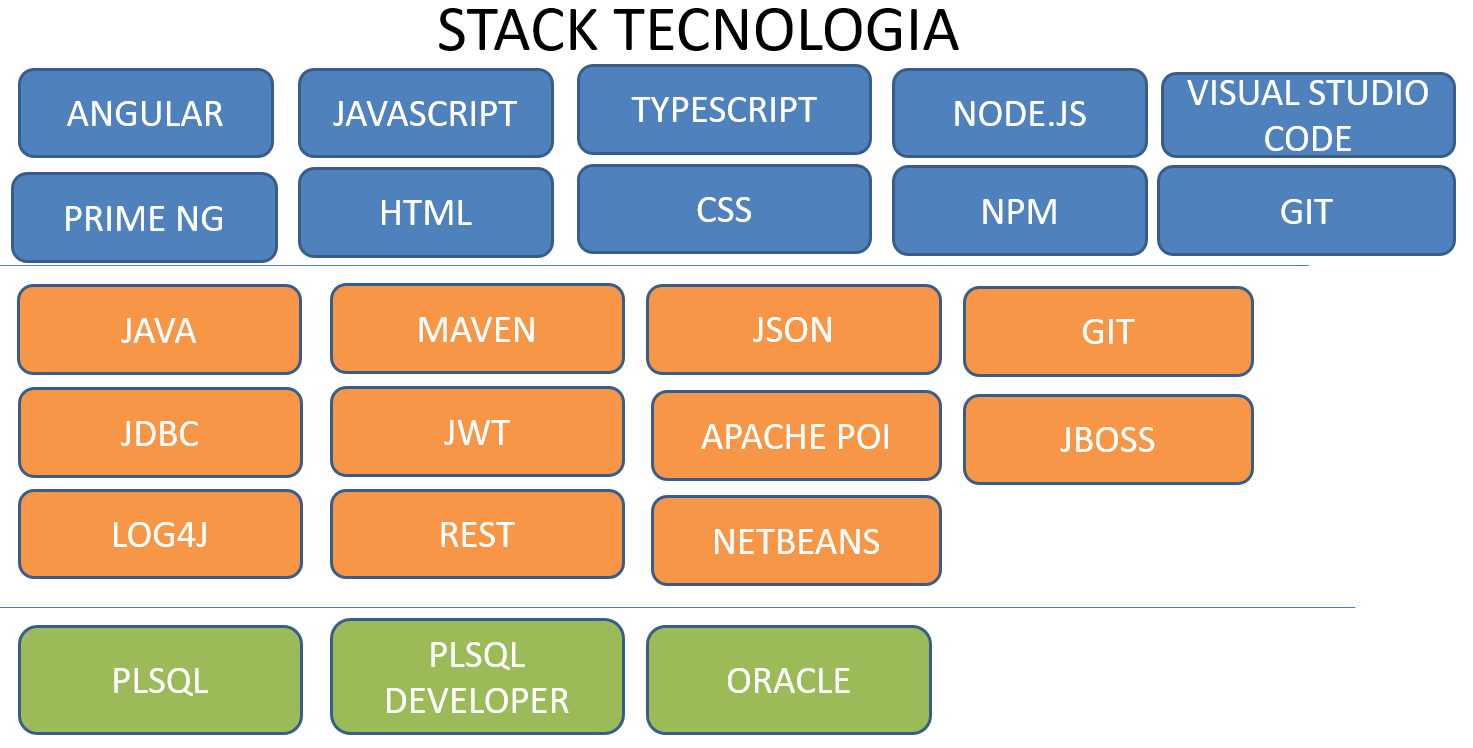 STACK TECNOLOGIA
ANGULAR
JAVASCRIPT
TYPESCRIPT
NODE.JS
VISUAL STUDIO
CODE
PRIME NG
HTML
CSS
NPM
GIT
JAVA
MAVEN
JSON
GIT
JDBC
JWT
APACHE POI
JBOSS
LOG4J
REST
NETBEANS
PLSQL
PLSQL
DEVELOPER
ORACLE